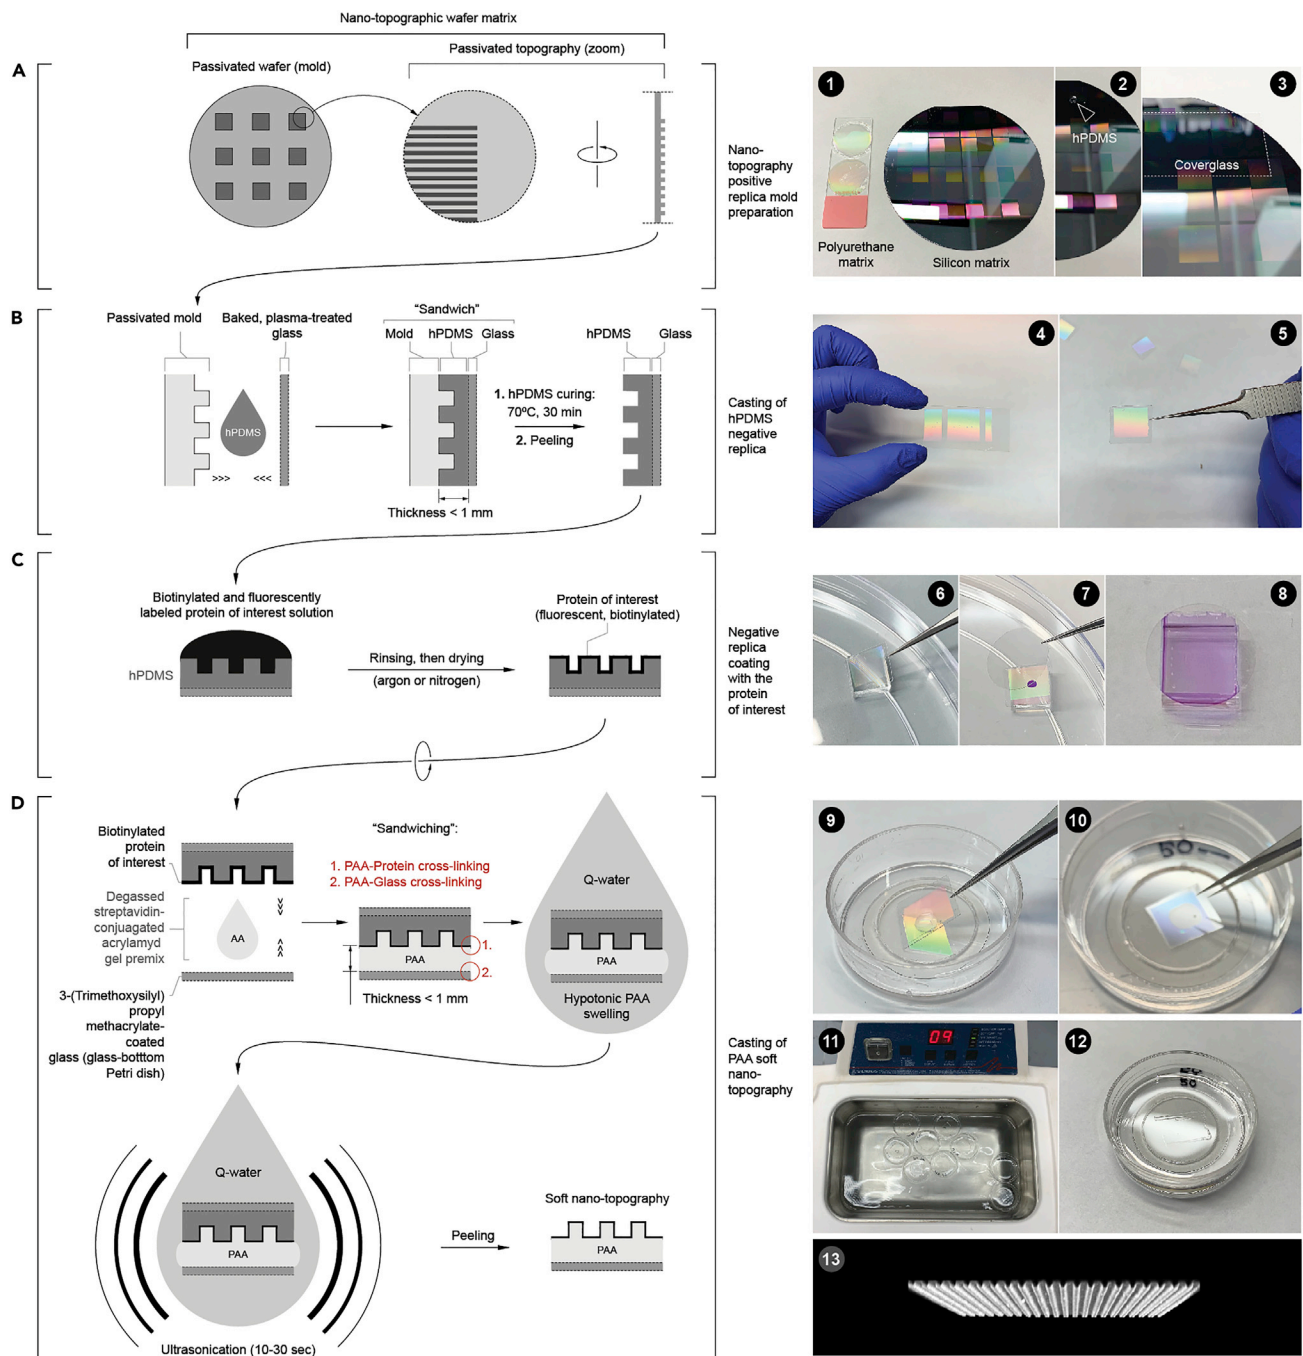 Nano-topographic wafer matrix
A
Passivated topography (zoom)
Passivated wafer (mold)
Nano-
topography
positive
replica mold
preparation
1
2
3
hPDMS
Coverglass
Polyurethane
matrix
Silicon matrix
B
Passivated mold
Baked, plasma-treated
glass
"Sandwich"
Mold
hPDMS
Glass
hPDMS
Glass
hPDMS
>>>
<<<
1. hPDMS curing:
70ºC, 30 min
2. Peeling
Thickness < 1 mm
Casting of
hPDMS
negative
replica
4
5
C
Biotinylated and fluorescently
labeled protein of interest solution
hPDMS
Rinsing, then drying
(argon or nitrogen)
Protein of interest
(fluorescent, biotinylated)
Negative
replica
coating
with the
protein
of interest
6
7
8
D
Biotinylated
protein
of interest
Degassed
streptavidin-
conjugated
acrylamyd
gel premix
AA
>>>
<<<
3-(Trimethoxysilyl)
propyl
methacrylate-
coated
glass (glass-botttom
Petri dish)
"Sandwiching":
1. PAA-Protein cross-linking
2. PAA-Glass cross-linking
PAA
1.
2.
Thickness < 1 mm
Q-water
PAA
Hypotonic PAA
swelling
Q-water
PAA
Ultrasonication (10-30 sec)
Peeling
Soft nano-topography
PAA
Casting of
PAA soft
nano-
topography
9
10
50
11
09
12
50
13